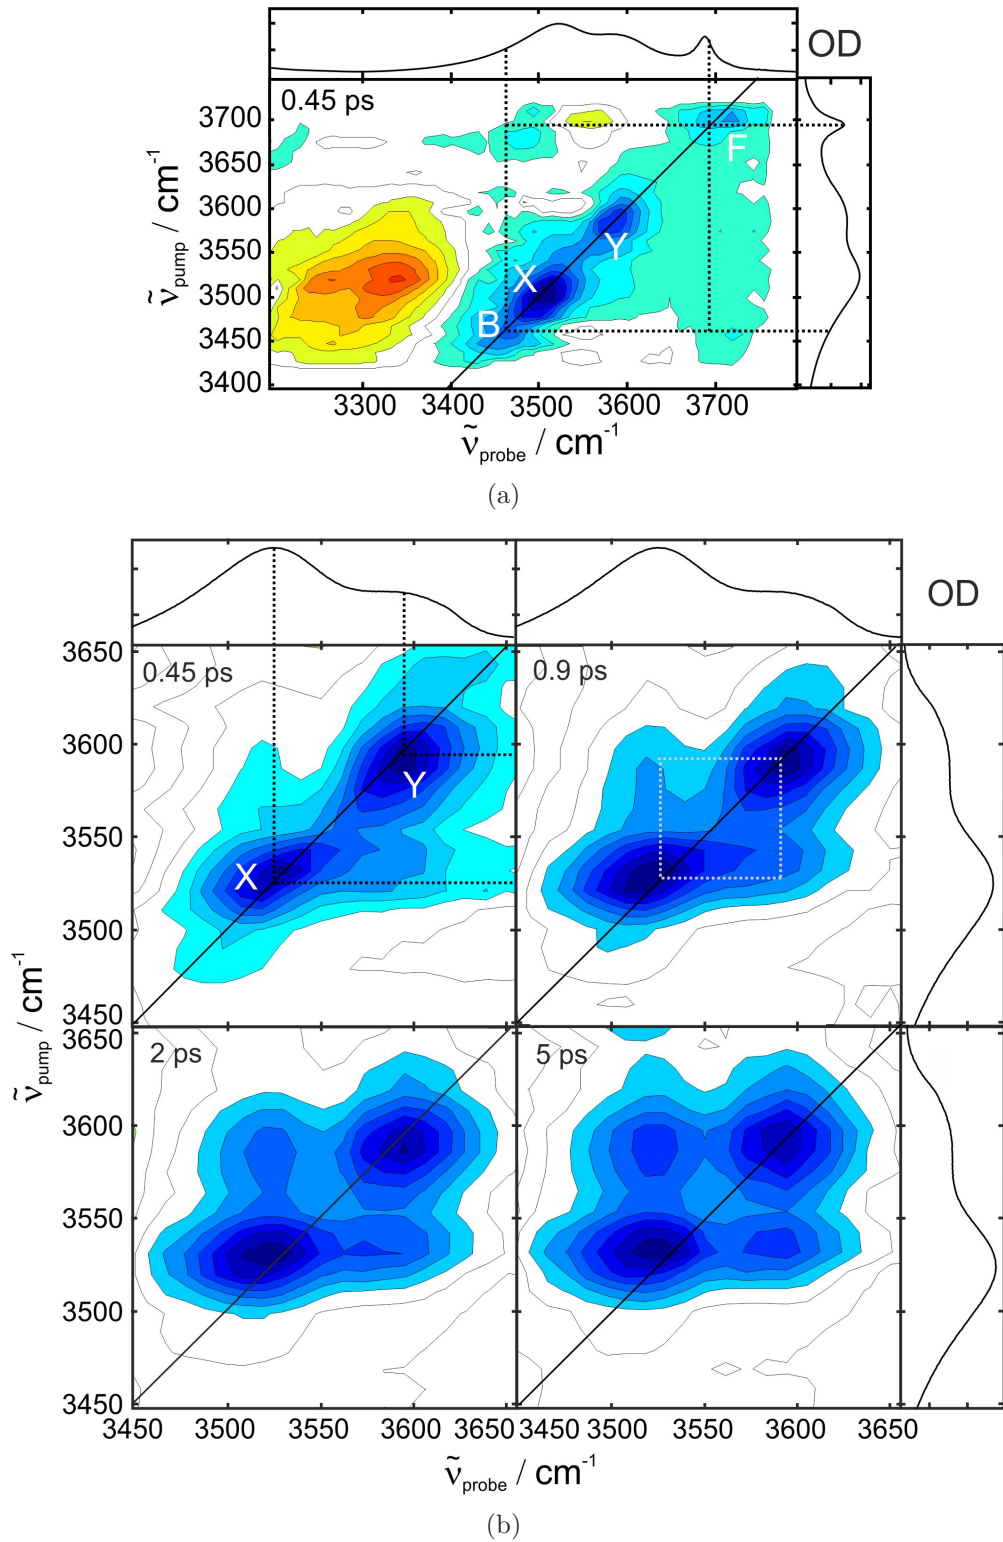 OD
0.45 ps
F
Y
X
B
3700
3650
3600
3550
3500
3450
3400
ν̃pump / cm-1
3300 3400 3500 3600 3700
ν̃probe / cm-1
(a)
OD
0.45 ps
0.9 ps
Y
X
3650
3600
3550
3500
3450
2 ps
5 ps
3650
3600
3550
3500
3450
ν̃pump / cm-1
3450 3500 3550 3600 3450 3500 3550 3600 3650
ν̃probe / cm-1
(b)